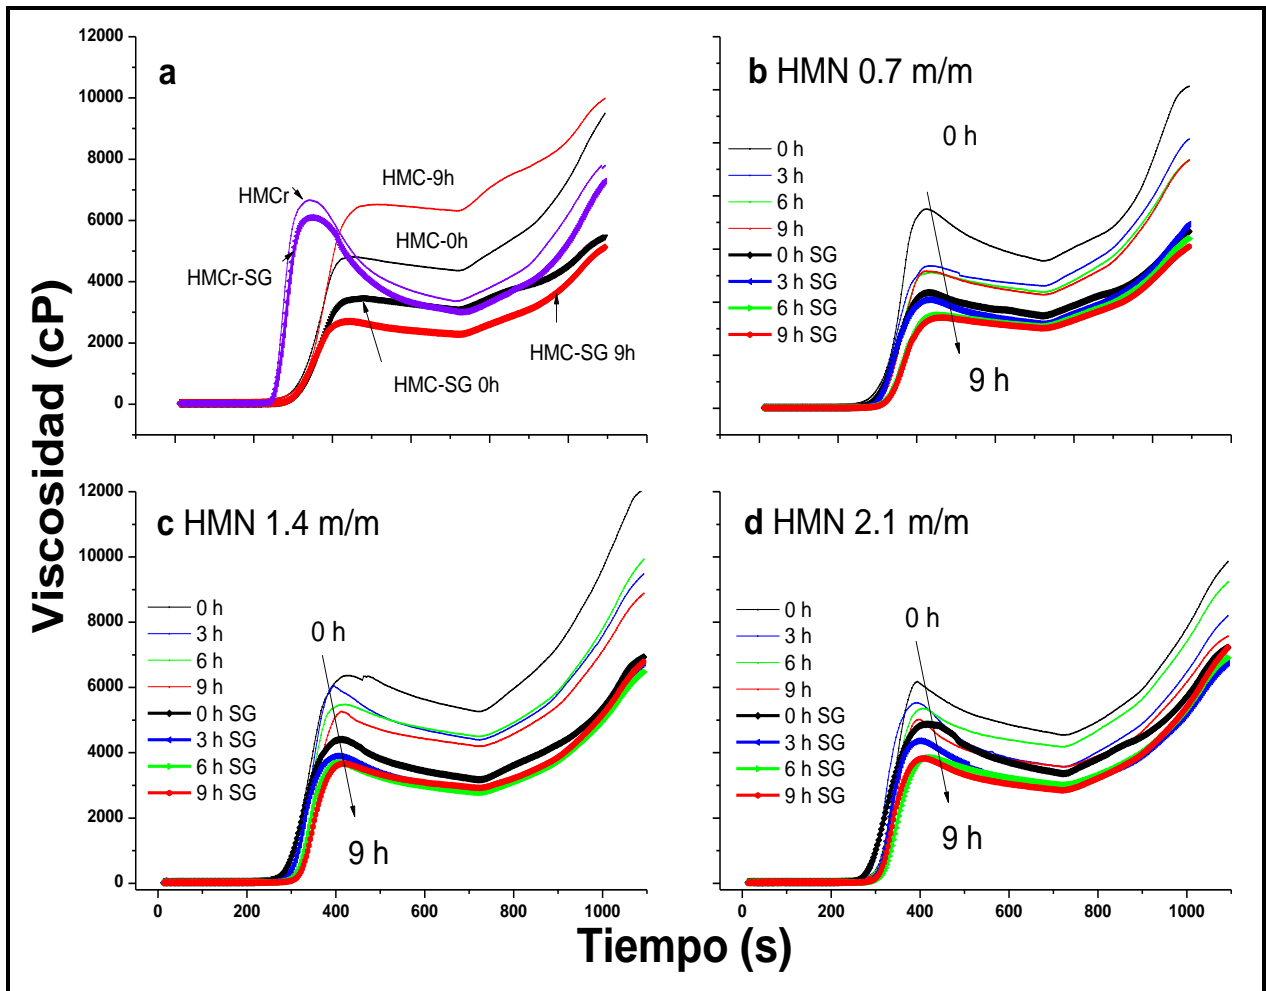 Viscosidad (cP)
12000
10000
8000
6000
4000
2000
0
a
HMCr
HMC-9h
HMC-0h
HMCr-SG
HMC-SG 9h
HMC-SG 0h
b HMN 0.7 m/m
0 h
3 h
6 h
9 h
0 h SG
3 h SG
6 h SG
9 h SG
0 h
9 h
12000
10000
8000
6000
4000
2000
0
c HMN 1.4 m/m
0 h
3 h
6 h
9 h
0 h SG
3 h SG
6 h SG
9 h SG
0 h
9 h
0 200 400 600 800 1000
d HMN 2.1 m/m
0 h
3 h
6 h
9 h
0 h SG
3 h SG
6 h SG
9 h SG
0 h
9 h
0 200 400 600 800 1000
Tiempo (s)